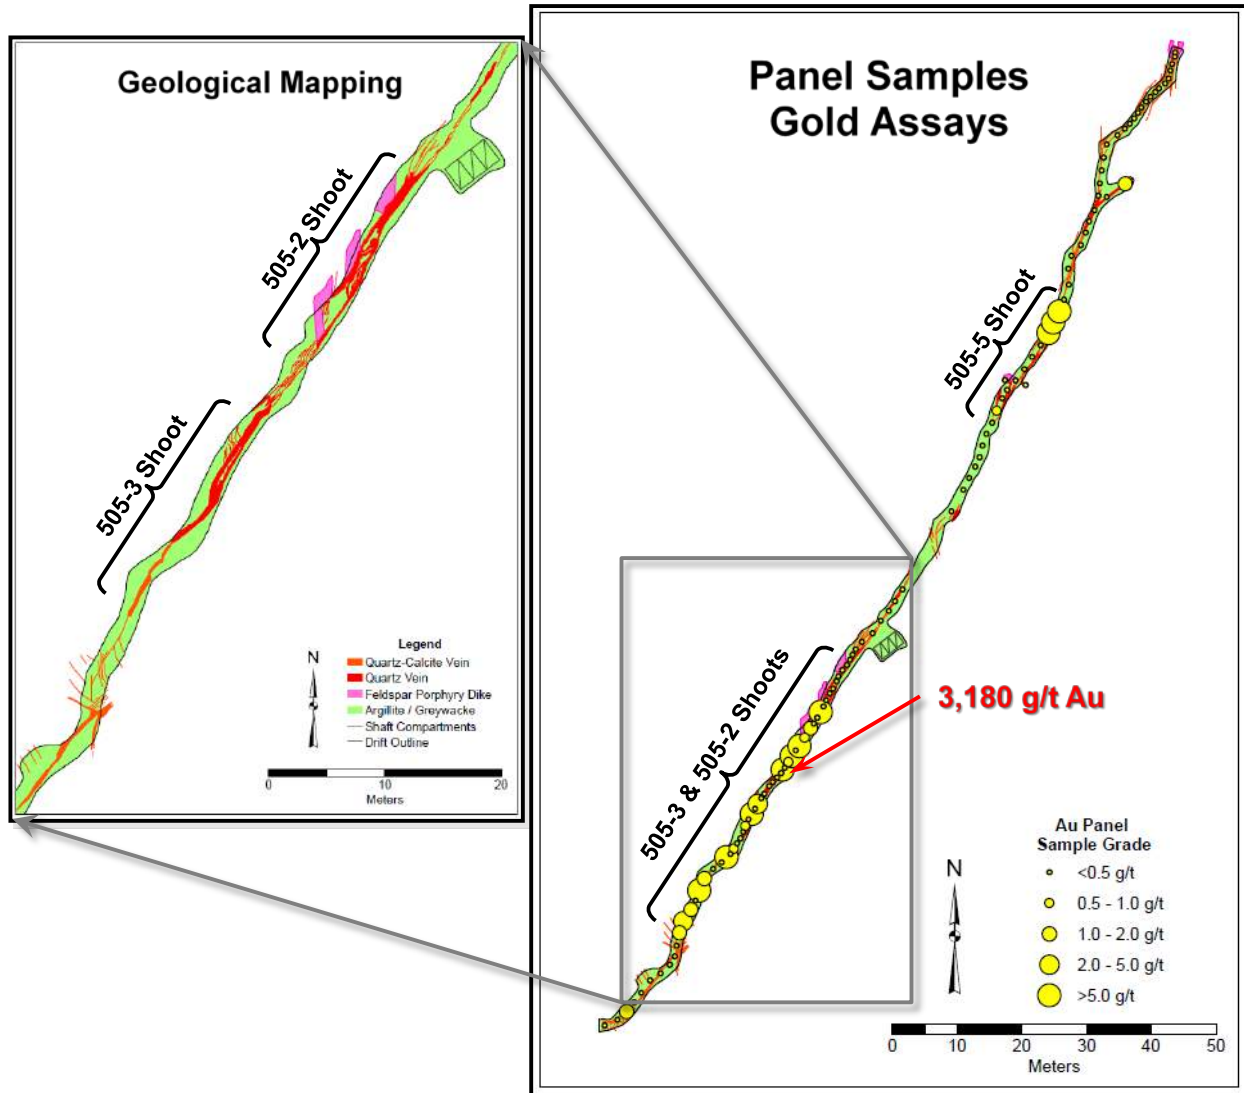 Geological Mapping
505-2 Shoot
505-3 Shoot
N
Legend
Quartz-Calcite Vein
Quartz Vein
Feldspar Porphyry Dike
Argillite / Greywacke
Shaft Compartments
Drift Outline
0 10 20
Meters
Panel Samples
Gold Assays
505-5 Shoot
505-3 & 505-2 Shoots
3,180 g/t Au
N
Au Panel
Sample Grade
<0.5 g/t
0.5 - 1.0 g/t
1.0 - 2.0 g/t
2.0 - 5.0 g/t
>5.0 g/t
0 10 20 30 40 50
Meters